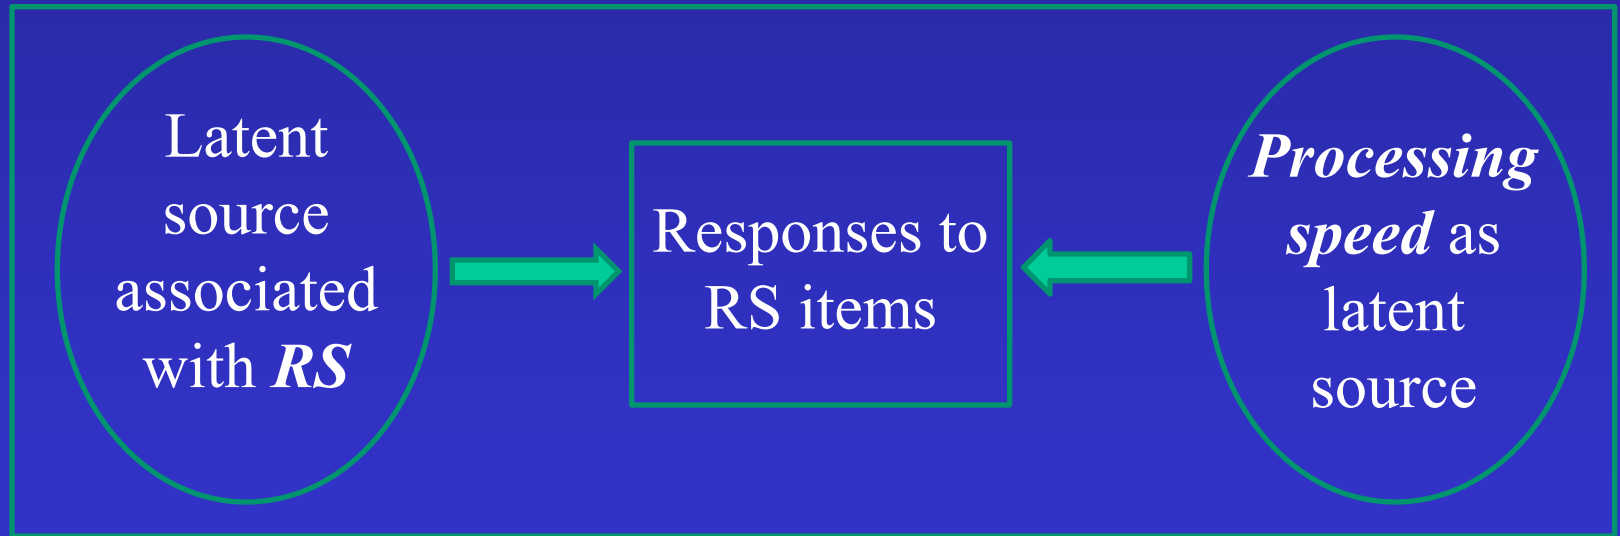 Latent
source
associated
with RS
Responses to
RS items
Processing
speed as
latent
source